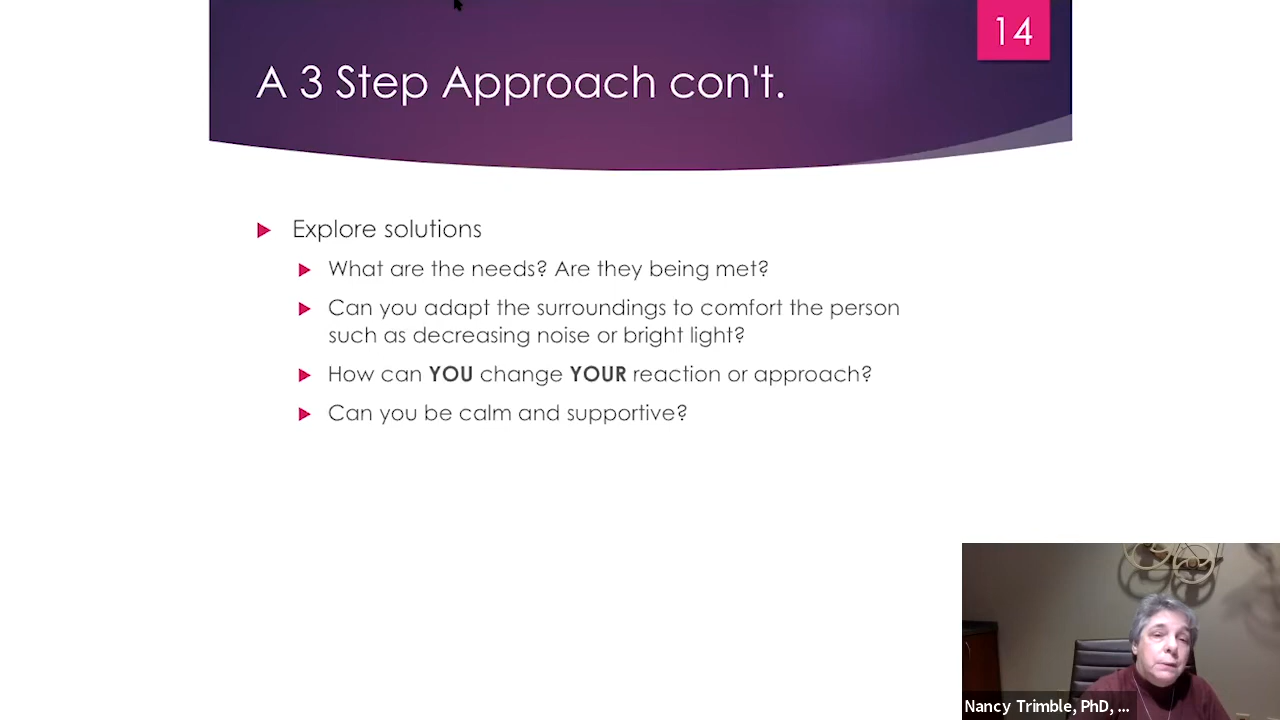 14
A 3 Step Approach con't.
Explore solutions
What are the needs? Are they being met?
Can you adapt the surroundings to comfort the person
such as decreasing noise or bright light?
How can YOU change YOUR reaction or approach?
Can you be calm and supportive?
Nancy Trimble, PhD, ...